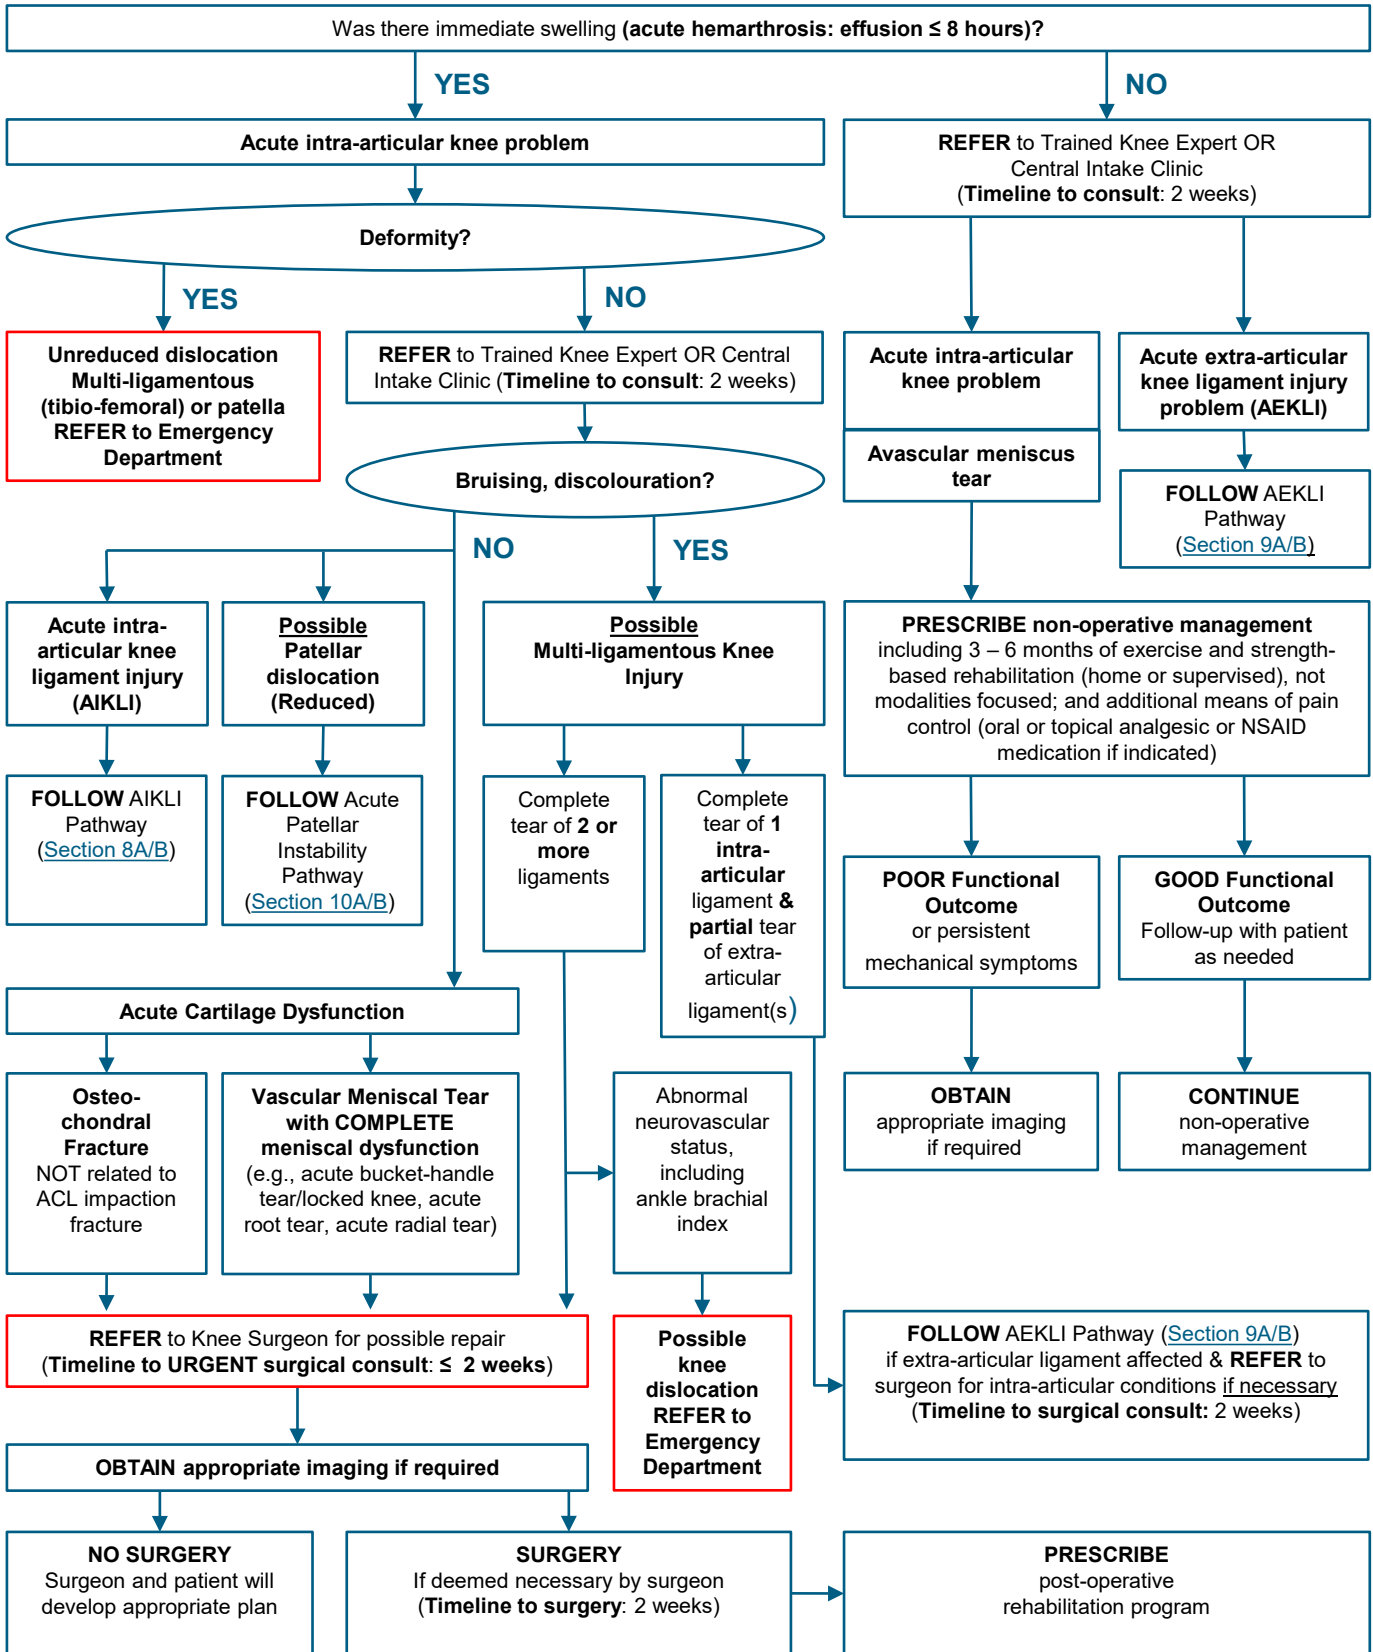 Was there immediate swelling (acute hemarthrosis: effusion ≤ 8 hours)?
YES
NO
Acute intra-articular knee problem
REFER to Trained Knee Expert OR
Central Intake Clinic
(Timeline to consult: 2 weeks)
Deformity?
YES
NO
Unreduced dislocation
Multi-ligamentous
(tibio-femoral) or patella
REFER to Emergency
Department
REFER to Trained Knee Expert OR Central
Intake Clinic (Timeline to consult: 2 weeks)
Acute intra-articular
knee problem
Acute extra-articular
knee ligament injury
problem (AEKLI)
Avascular meniscus
tear
Bruising, discolouration?
FOLLOW AEKLI
Pathway
(Section 9A/B)
NO
YES
Acute intra-
articular knee
ligament injury
(AIKLI)
Possible
Patellar
dislocation
(Reduced)
Possible
Multi-ligamentous Knee
Injury
PRESCRIBE non-operative management
including 3 – 6 months of exercise and strength-
based rehabilitation (home or supervised), not
modalities focused; and additional means of pain
control (oral or topical analgesic or NSAID
medication if indicated)
FOLLOW AIKLI
Pathway
(Section 8A/B)
FOLLOW Acute
Patellar
Instability
Pathway
(Section 10A/B)
Complete
tear of 2 or
more
ligaments
Complete
tear of 1
intra-
articular
ligament &
partial tear
of extra-
articular
ligament(s)
POOR Functional
Outcome
or persistent
mechanical symptoms
GOOD Functional
Outcome
Follow-up with patient
as needed
Acute Cartilage Dysfunction
Osteo-
chondral
Fracture
NOT related to
ACL impaction
fracture
Vascular Meniscal Tear
with COMPLETE
meniscal dysfunction
(e.g., acute bucket-handle
tear/locked knee, acute
root tear, acute radial tear)
Abnormal
neurovascular
status,
including
ankle brachial
index
OBTAIN
appropriate imaging
if required
CONTINUE
non-operative
management
REFER to Knee Surgeon for possible repair
(Timeline to URGENT surgical consult: ≤ 2 weeks)
Possible
knee
dislocation
REFER to
Emergency
Department
FOLLOW AEKLI Pathway (Section 9A/B)
if extra-articular ligament affected & REFER to
surgeon for intra-articular conditions if necessary
(Timeline to surgical consult: 2 weeks)
OBTAIN appropriate imaging if required
NO SURGERY
Surgeon and patient will
develop appropriate plan
SURGERY
If deemed necessary by surgeon
(Timeline to surgery: 2 weeks)
PRESCRIBE
post-operative
rehabilitation program